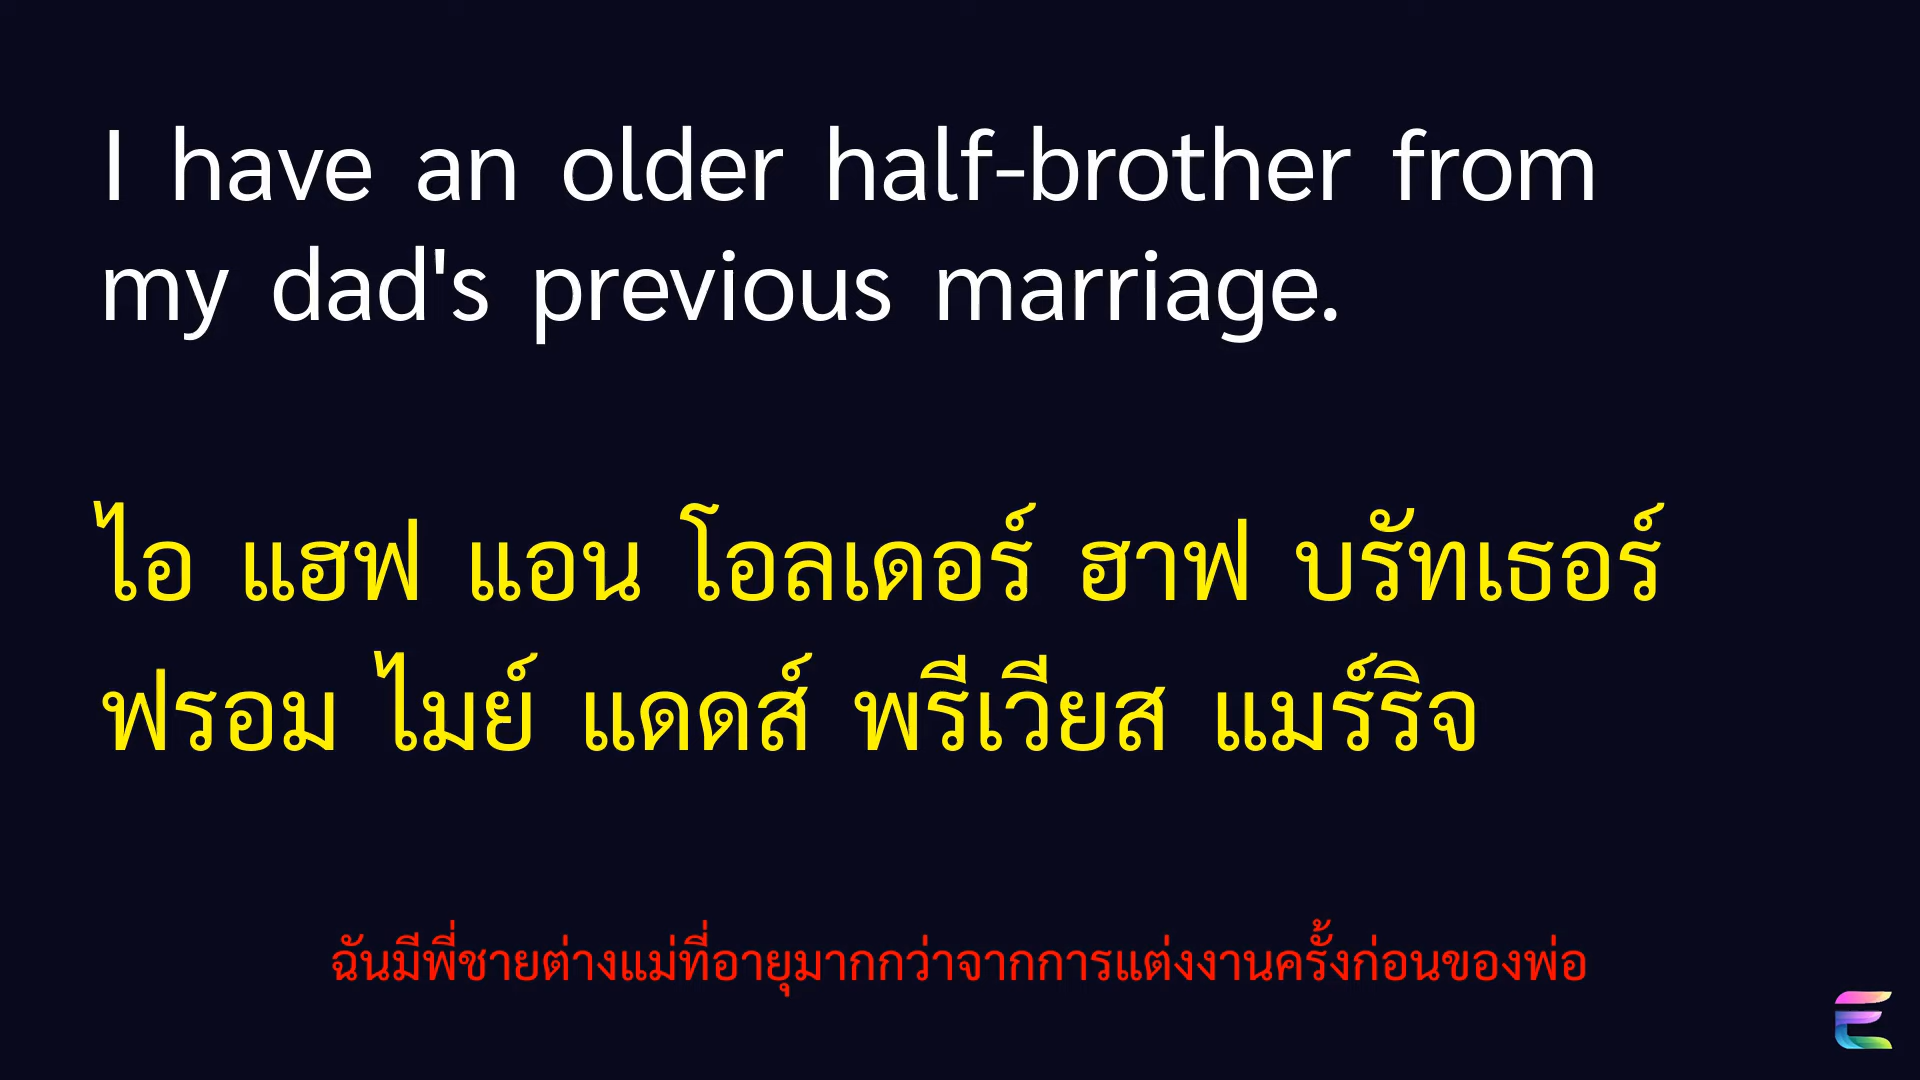 I have an older half-brother from
my dad's previous marriage.
ไอ แฮฟ แอน โอลเดอร์ ฮาฟ บรัทเธอร์
ฟรอม ไมย์ แดดส์ พรีเวียส แมร์ริจ
ฉันมีพี่ชายต่างแม่ที่อายุมากกว่าจากการแต่งงานครั้งก่อนของพ่อ